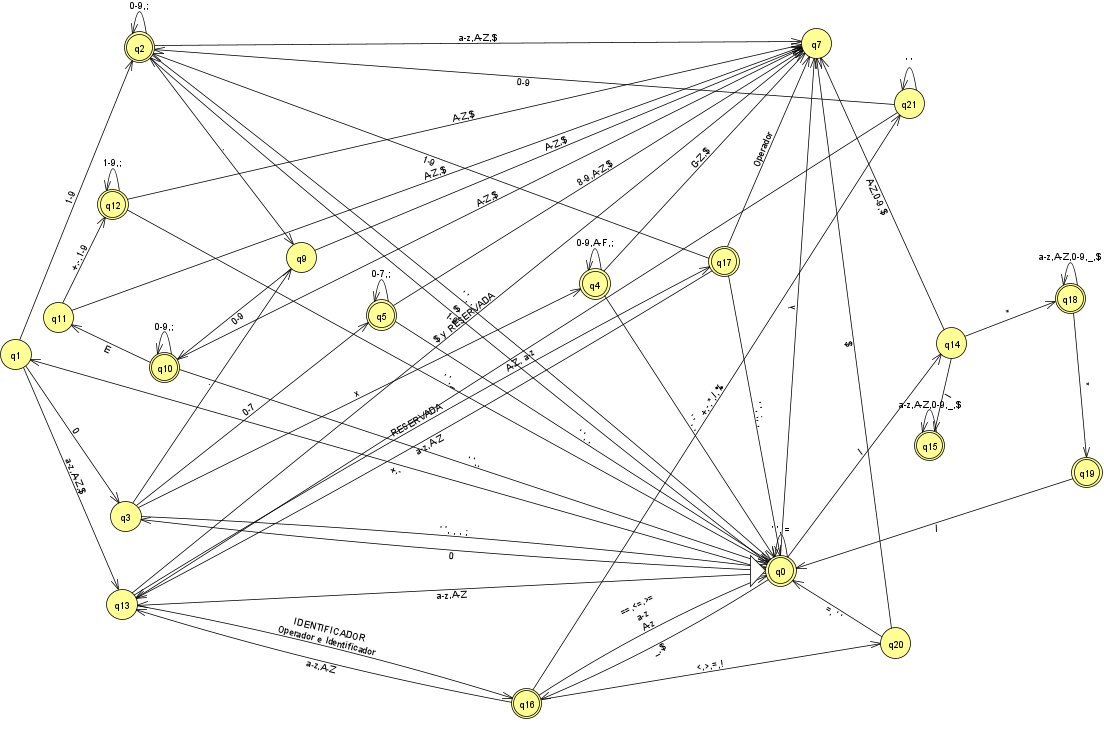 0-9,;
q2
a-z,A-Z,$
q7
0-9
q21
A-Z,$
1-9
A-Z,$
Operador
G-Z,$
1-9,;
A-Z,$
8-9,A-Z,$
A-Z,0-9,$
1-9
q12
A-Z,$
+,-,1-9
0-9,A-F,;
q9
q17
a-z,A-Z,0-9,_,$
q4
0-7,;
q18
q11
0-9
q5
$ y RESERVADA
*
q14
0-9,;
E
q1
q10
A-Z, a-z
x
+,-,*,/,%
/
*
a-z,A-Z,0-9,_,$
0-7
RESERVADA
0
a-z,A-Z
q15
/
a-z,A-Z,$
+,-
q19
q3
0
/
q0
a-z,A-Z
q13
==,<=,>=
a-z
A-z
IDENTIFICADOR
Operador e Identificador
q20
a-z,A-Z
<,>,=,!
q16